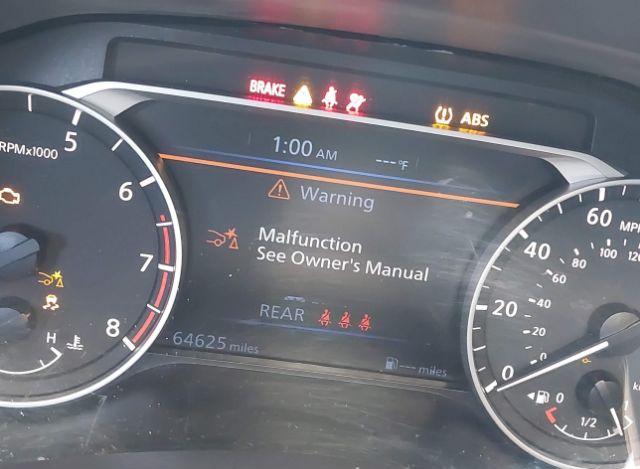 BRAKE
ABS
1:00 AM
---°F
Warning
Malfunction
See Owner's Manual
REAR
64625 miles
--- miles
RPMx1000
5
6
7
8
H
60 MPH
40
20
0
80 100 120
60
40
20
0
0
1/2